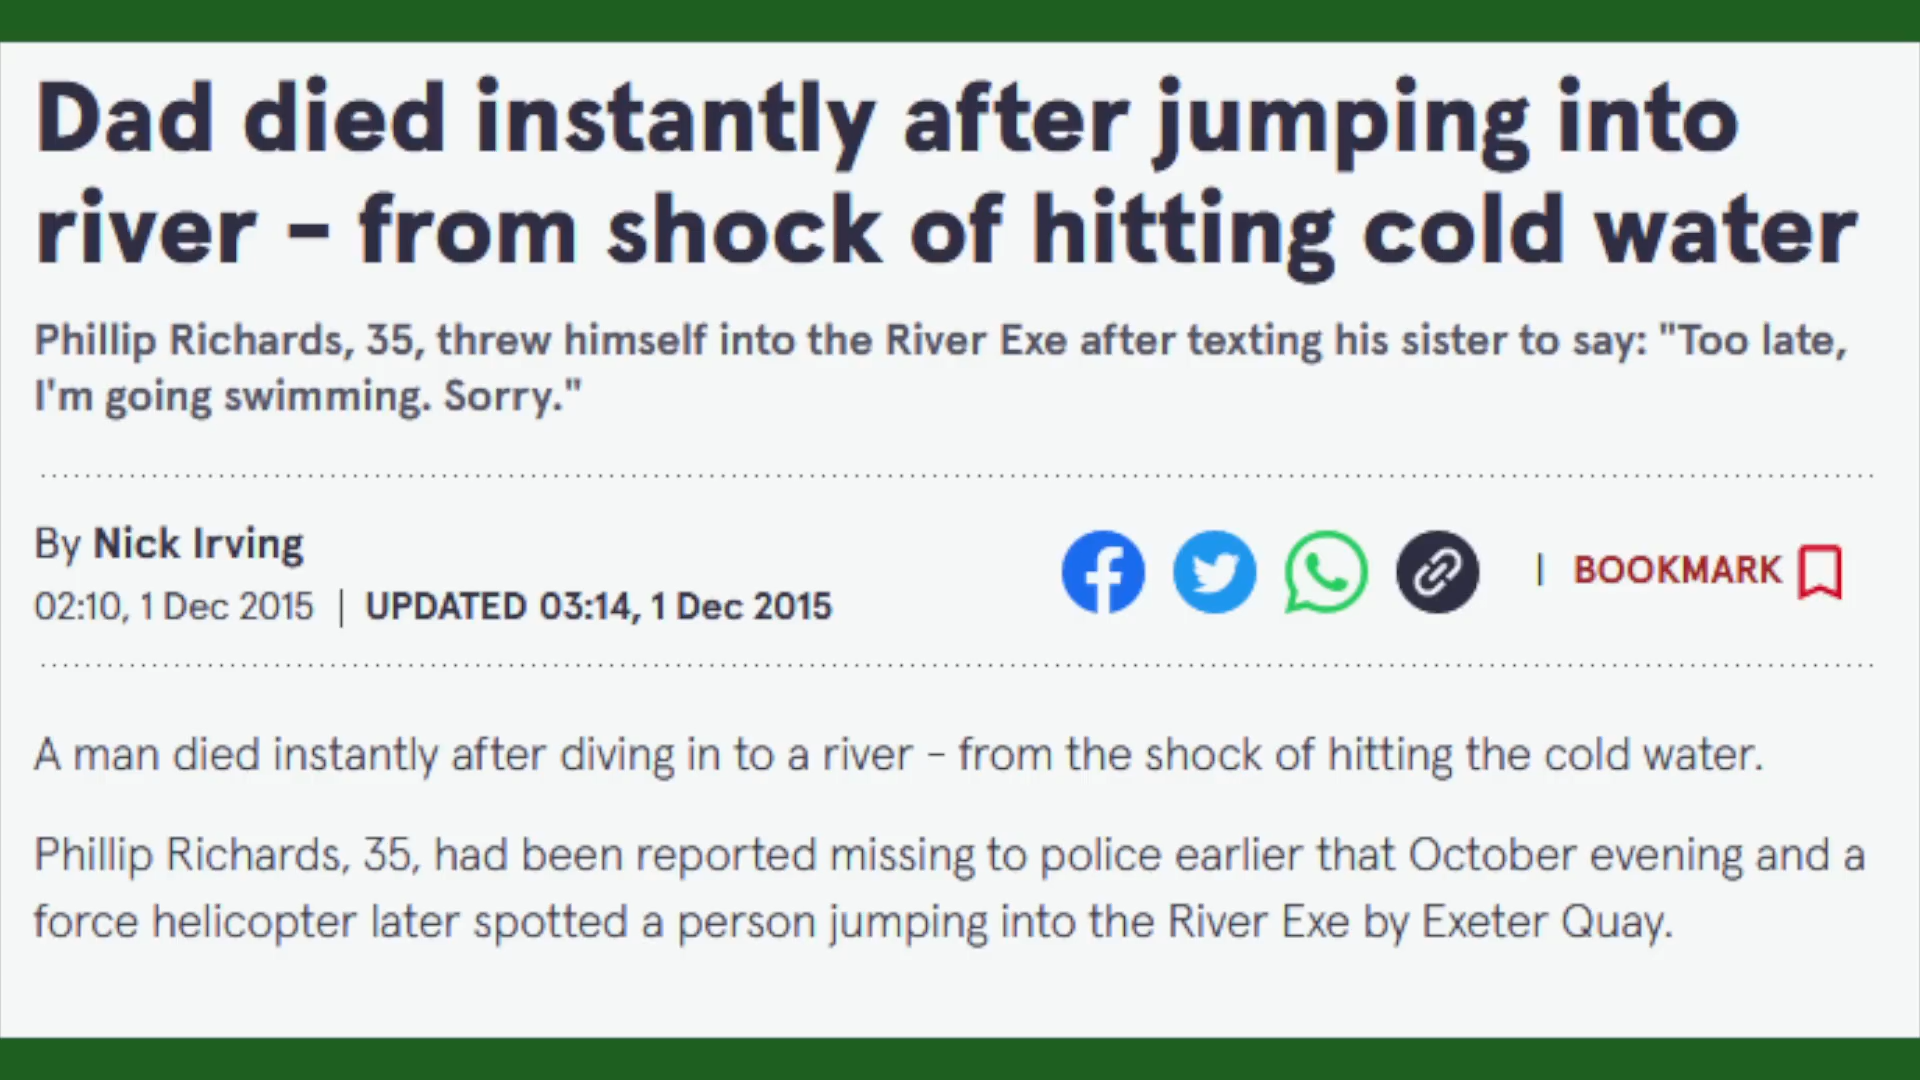 Dad died instantly after jumping into
river – from shock of hitting cold water
Phillip Richards, 35, threw himself into the River Exe after texting his sister to say: "Too late,
I'm going swimming. Sorry."
By Nick Irving
02:10, 1 Dec 2015 | UPDATED 03:14, 1 Dec 2015
| BOOKMARK
A man died instantly after diving in to a river – from the shock of hitting the cold water.
Phillip Richards, 35, had been reported missing to police earlier that October evening and a
force helicopter later spotted a person jumping into the River Exe by Exeter Quay.